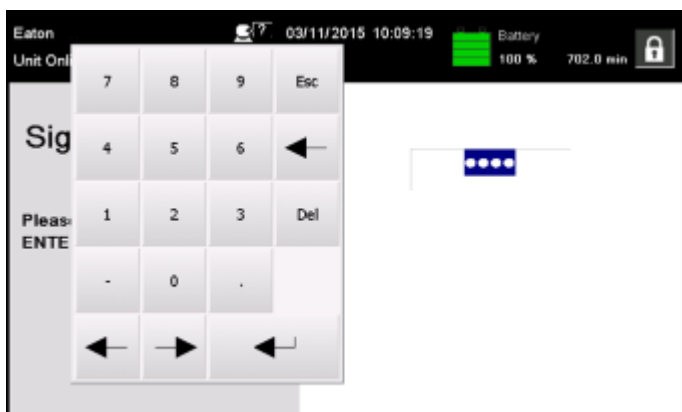 Eaton 03/11/2015 10:09:19 Battery
Unit Onli 100 % 702.0 min
7 8 9 Esc
Sig
4 5 6
1 2 3 Del
Pleas
ENTE
- 0 .